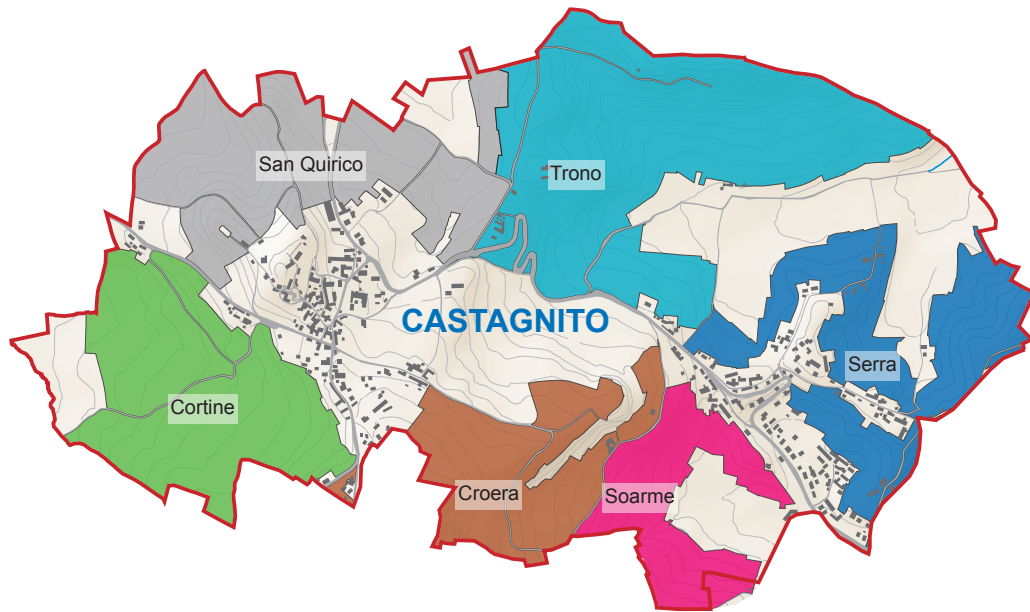 San Quirico
Trono
CASTAGNITO
Serra
Cortine
Croera
Soarme